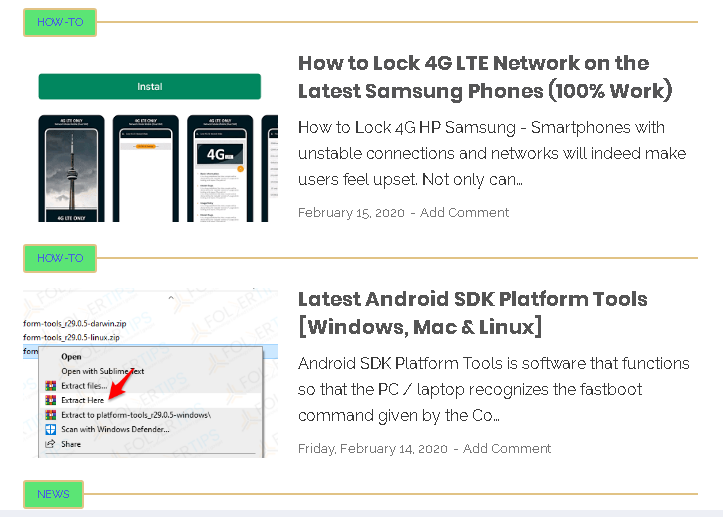 HOW-TO
Instal
4G LTE ONLY
4G LTE ONLY
4G LTE ONLY
4G
4G LTE ONLY
How to Lock 4G LTE Network on the
Latest Samsung Phones (100% Work)
How to Lock 4G HP Samsung - Smartphones with
unstable connections and networks will indeed make
users feel upset. Not only can...
February 15, 2020 - Add Comment
HOW-TO
form-tools_r29.0.5-darwin.zip
form-tools_r29.0.5-linux.zip
Open
Open with Sublime Text
Extract files...
Extract Here
Extract to platform-tools_r29.0.5-windows\
Scan with Windows Defender...
Share
Latest Android SDK Platform Tools
[Windows, Mac & Linux]
Android SDK Platform Tools is software that functions
so that the PC / laptop recognizes the fastboot
command given by the Co...
Friday, February 14, 2020 - Add Comment
NEWS